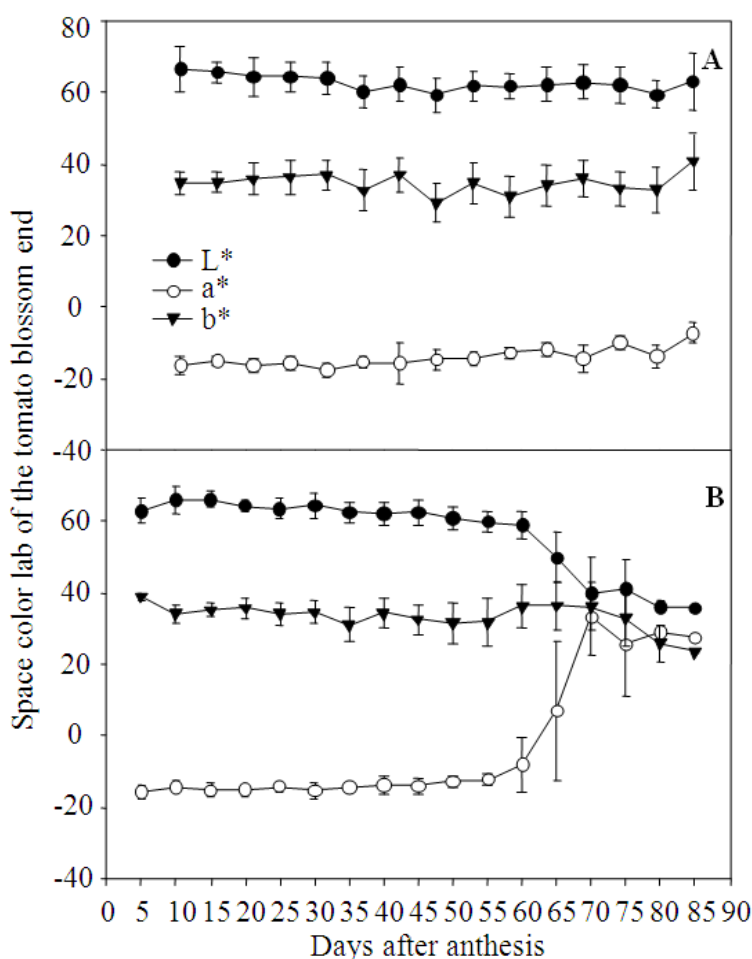 Space color lab of the tomato blossom end
80
60
40
20
0
-20
-40
A
L*
a*
b*
60
40
20
0
-20
-40
B
0 5 10 15 20 25 30 35 40 45 50 55 60 65 70 75 80 85 90
Days after anthesis